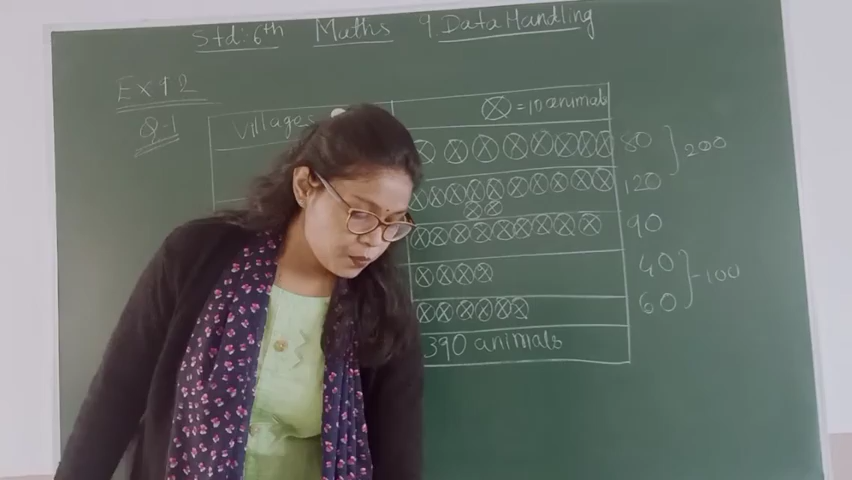 Std: 6th Maths 9. Data Handling
Ex 9.2
Q-1
Villages
= 10 animals
80
200
120
90
40
100
60
390 animals